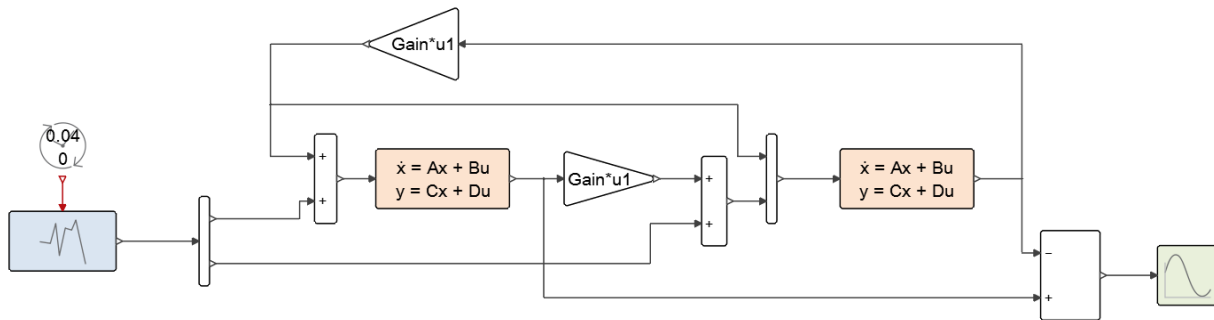 Gain*u1
0.04
0
+
+
ẋ = Ax + Bu
y = Cx + Du
Gain*u1
+
+
ẋ = Ax + Bu
y = Cx + Du
−
+